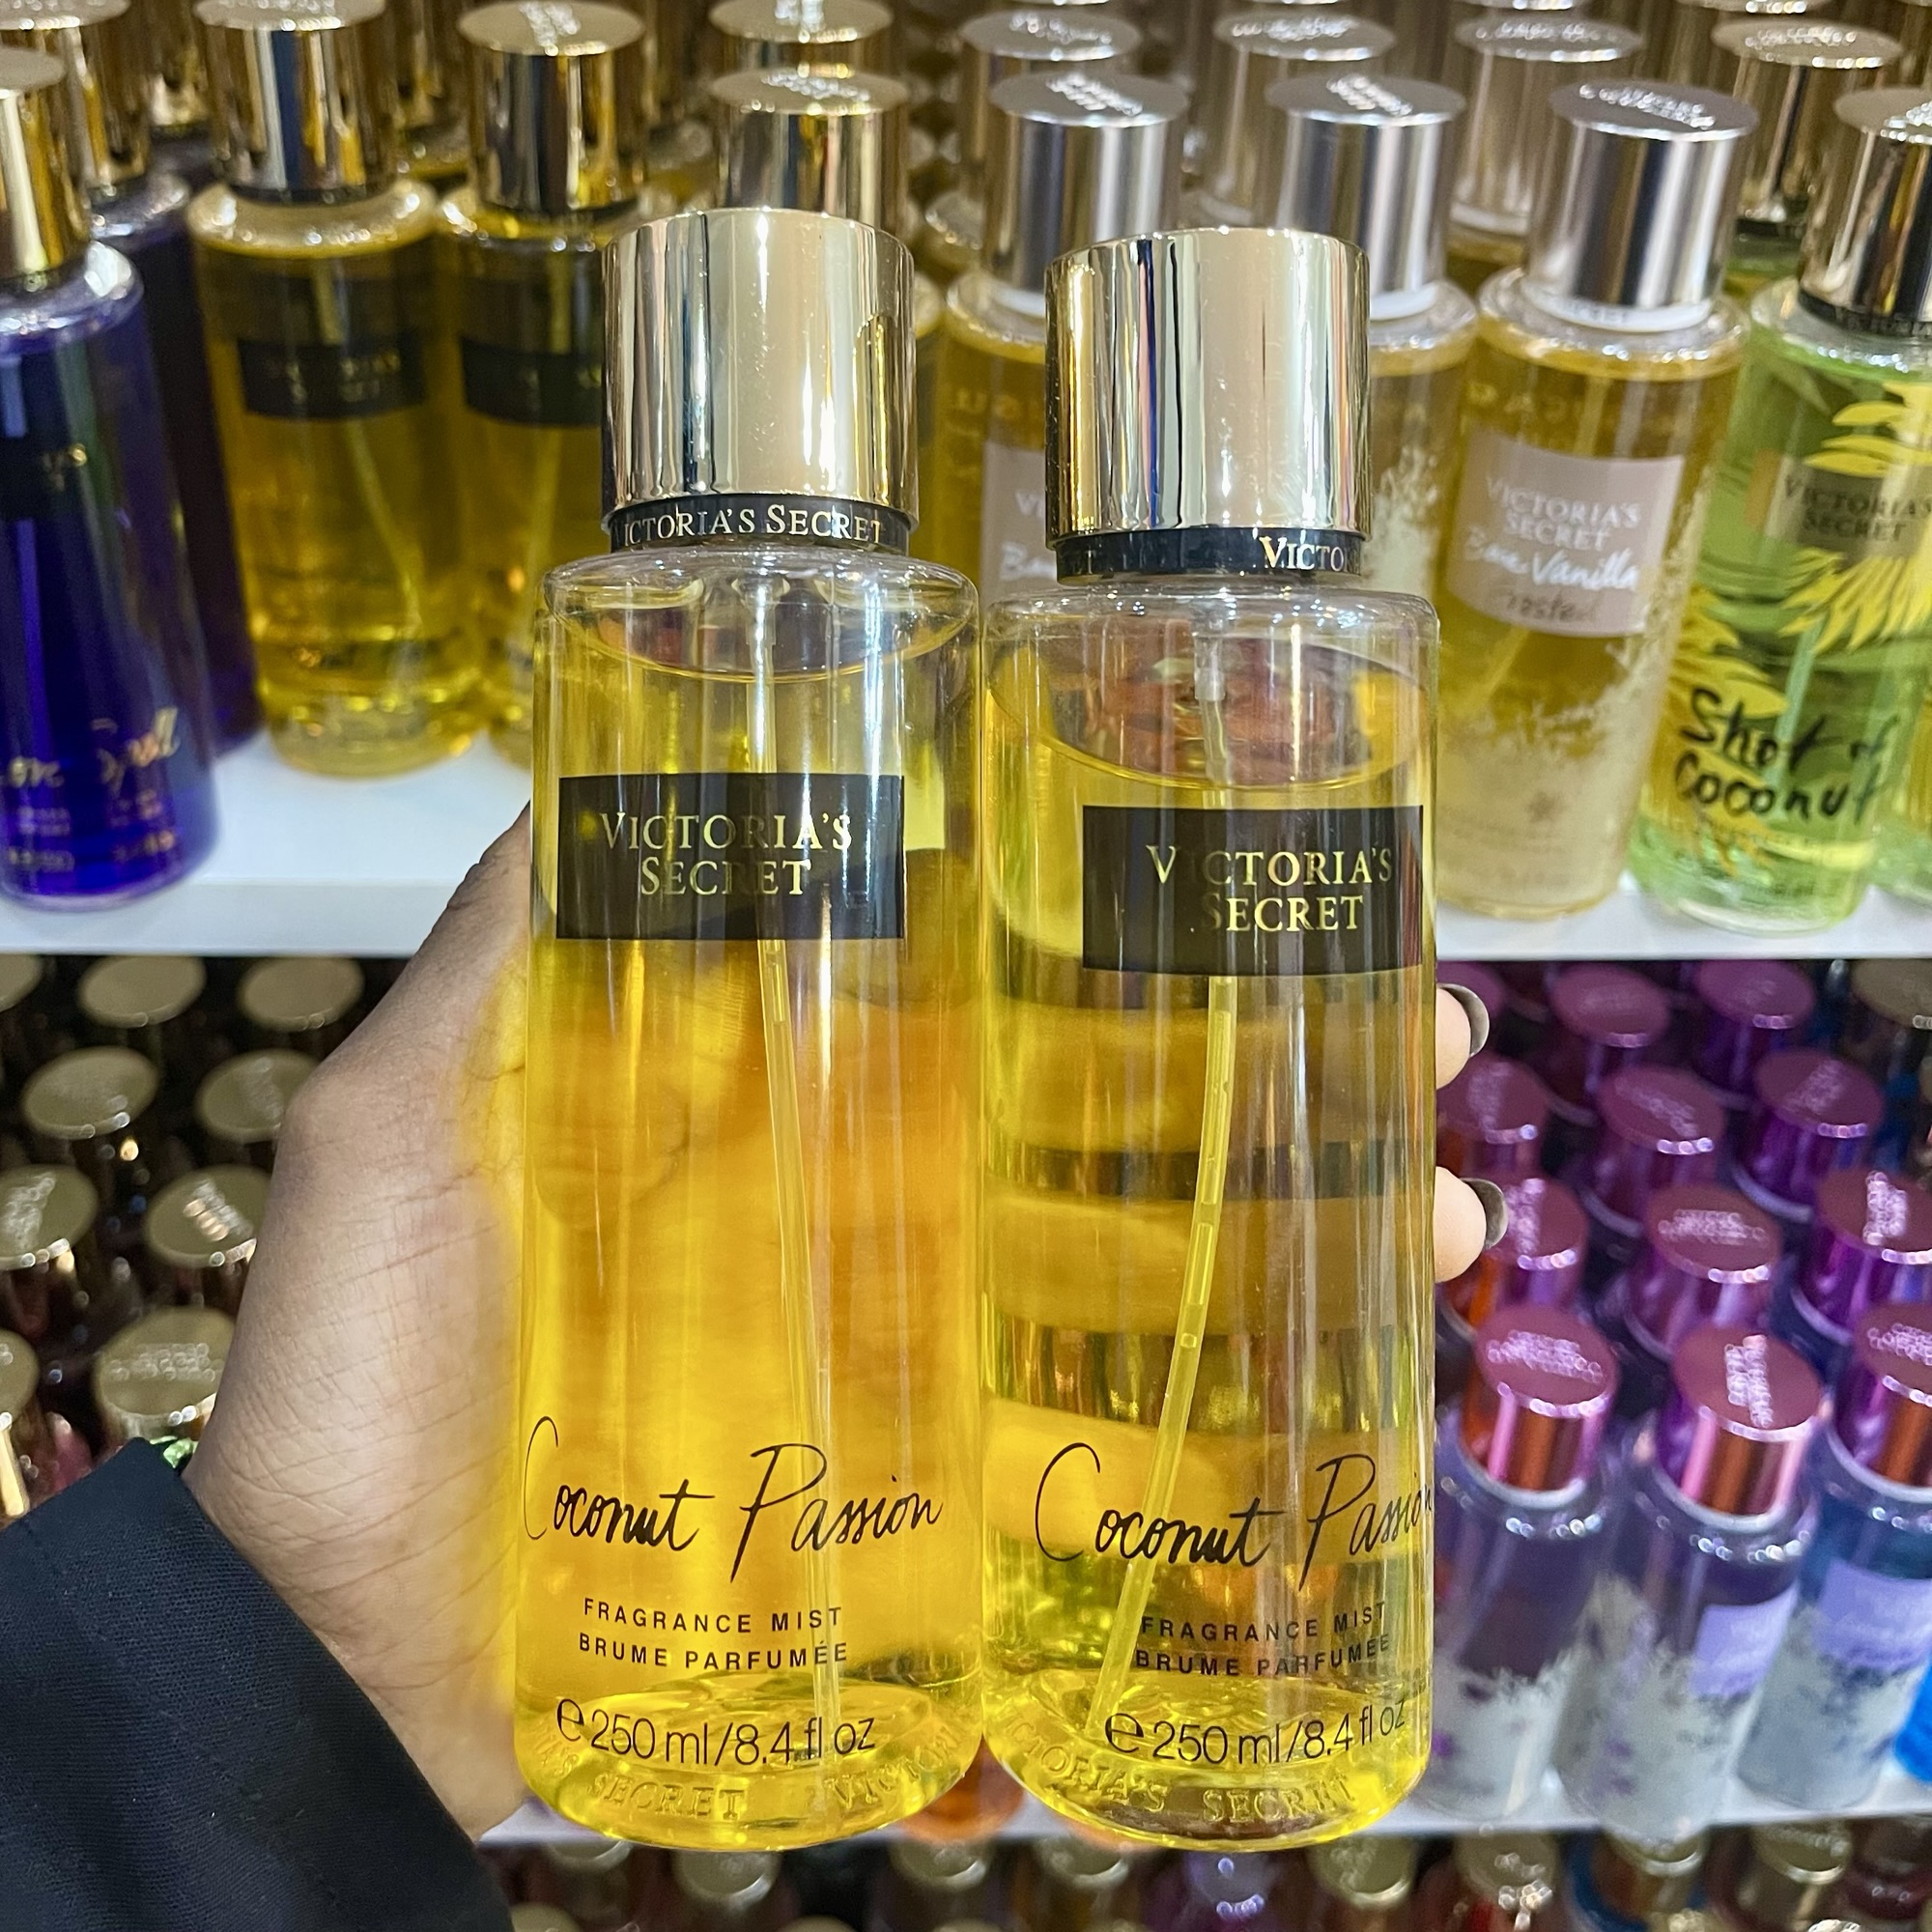 VICTORIA'S SECRET
VICTORIA'S
SECRET
Coconut Passion
FRAGRANCE MIST
BRUME PARFUMÉE
e 250 ml/8.4 fl oz
SECRET
VICTORIA'S
SECRET
Coconut Passion
FRAGRANCE MIST
BRUME PARFUMÉE
e 250 ml/8.4 fl oz
VICTORIA'S SECRET
VICTORIA'S
SECRET
Bare Vanilla
VICTORIA'S
SECRET
Shot of
Coconut